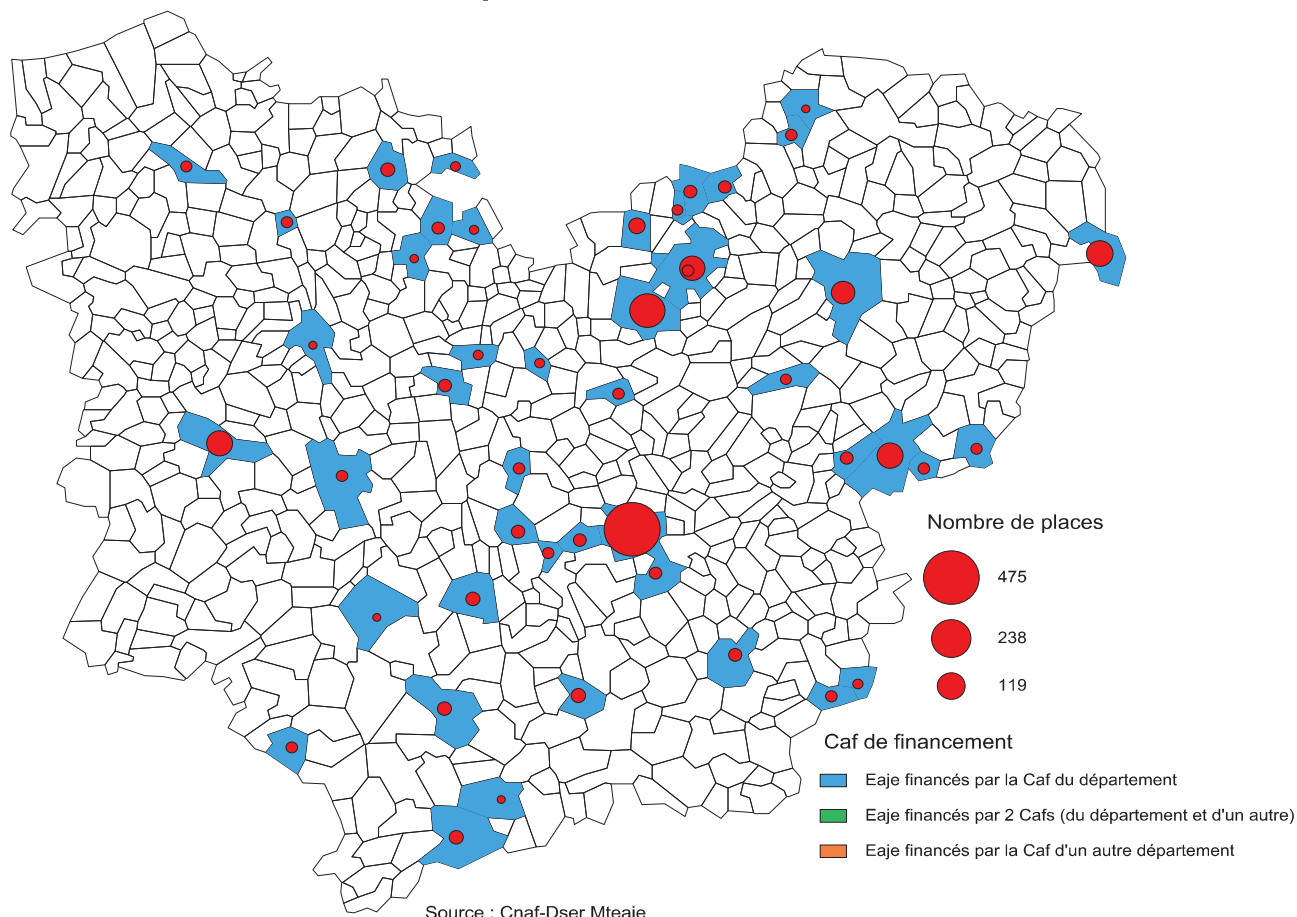 Nombre de places
475
238
119
Caf de financement
Eaje financés par la Caf du département
Eaje financés par 2 Cafs (du département et d'un autre)
Eaje financés par la Caf d'un autre département
Source : Cnaf-Dser Mteaje